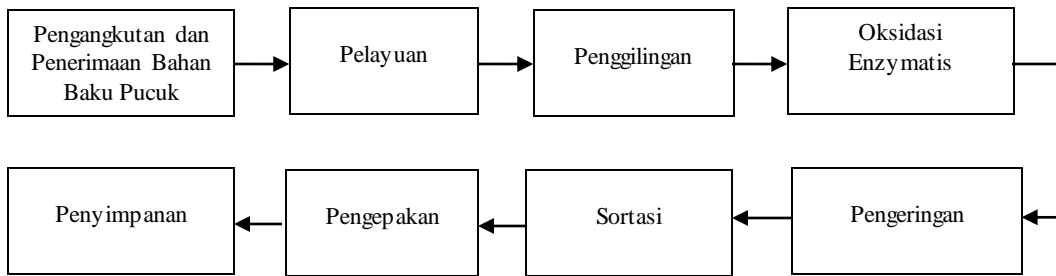 Pengangkutan dan
Penerimaan Bahan
Baku Pucuk
Pelayuan
Penggilingan
Oksidasi
Enzymatis
Penyimpanan
Pengepakan
Sortasi
Pengeringan